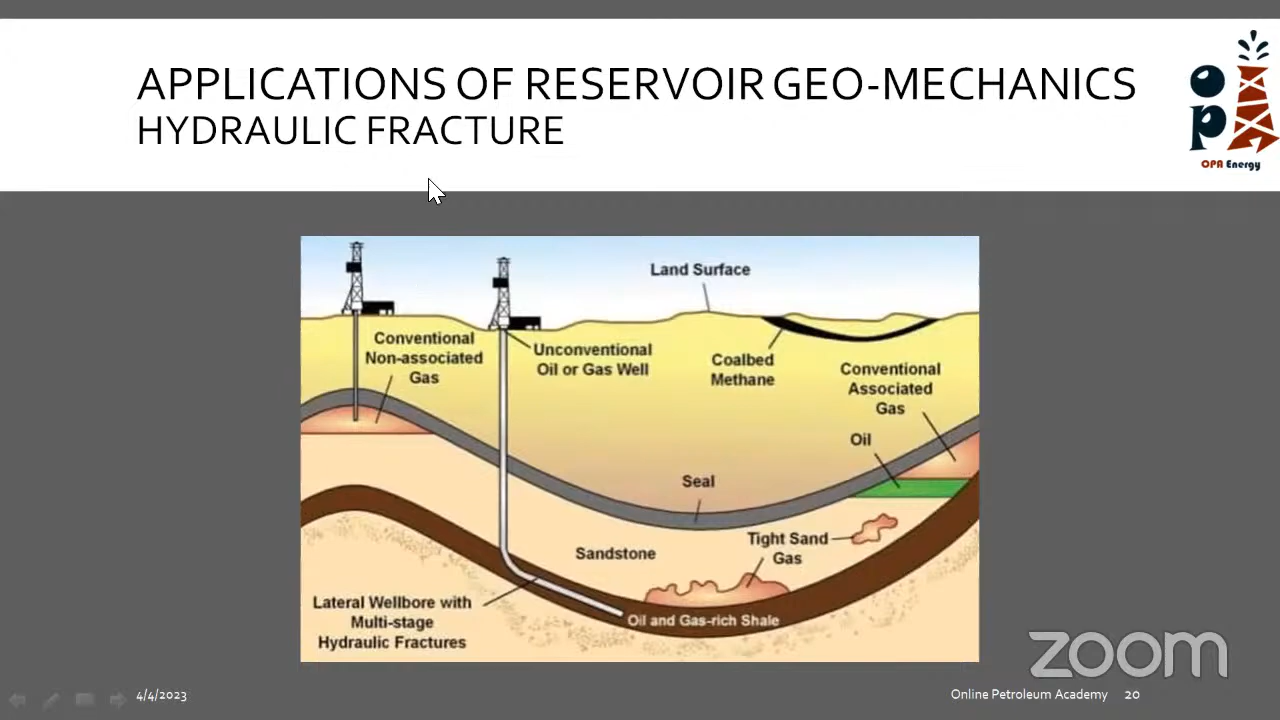 APPLICATIONS OF RESERVOIR GEO-MECHANICS
HYDRAULIC FRACTURE
OPA Energy
Land Surface
Conventional
Non-associated
Gas
Unconventional
Oil or Gas Well
Coalbed
Methane
Conventional
Associated
Gas
Oil
Seal
Sandstone
Tight Sand
Gas
Lateral Wellbore with
Multi-stage
Hydraulic Fractures
Oil and Gas-rich Shale
zoom
4/4/2023
Online Petroleum Academy 20